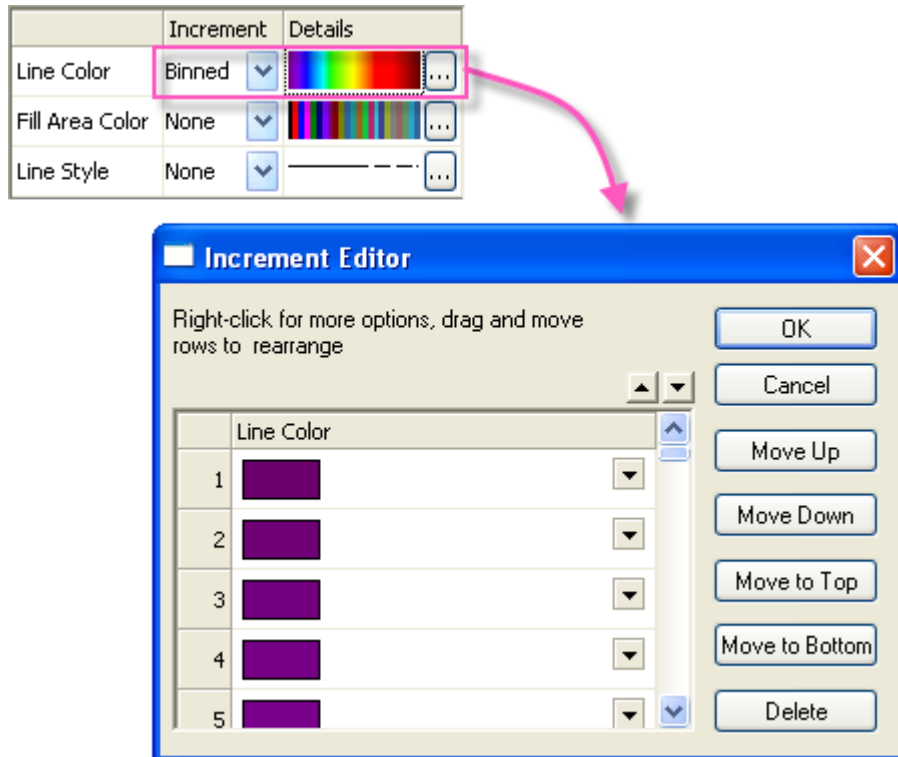 Increment Details
Line Color Binned ...
Fill Area Color None ...
Line Style None ...
Increment Editor
Right-click for more options, drag and move
rows to rearrange
OK
Cancel
Line Color
Move Up
1
Move Down
2
Move to Top
3
Move to Bottom
4
Delete
5